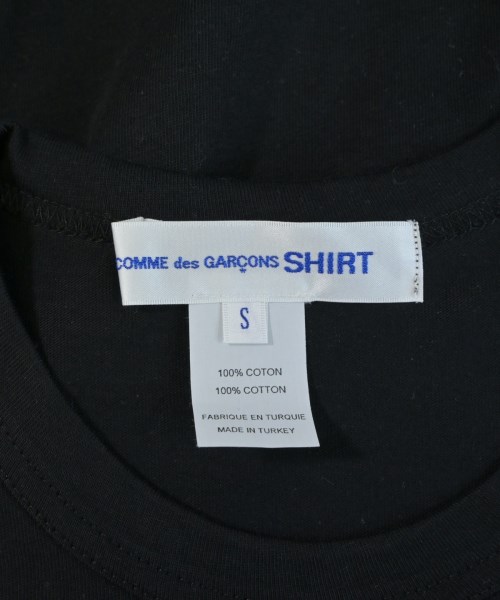 COMME des GARÇONS SHIRT
S
100% COTON
100% COTTON
FABRIQUE EN TURQUIE
MADE IN TURKEY